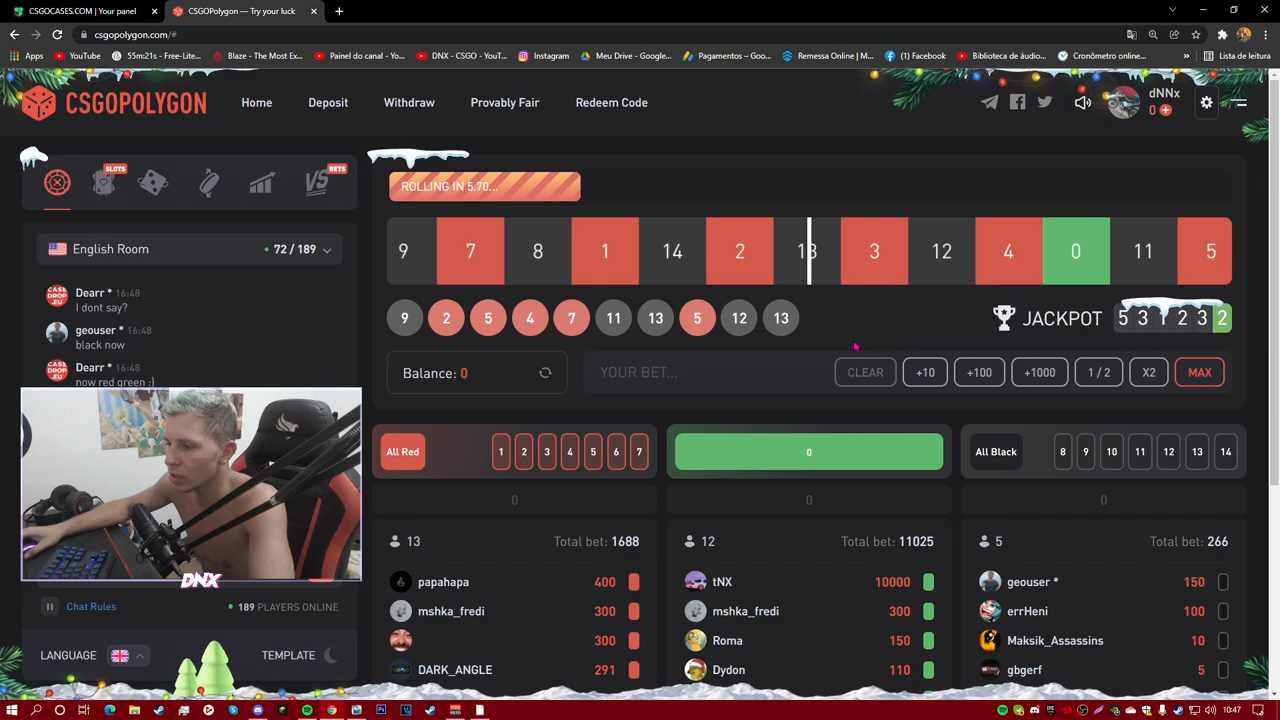 CSGOCASES.COM | Your panel
CSGOPolygon — Try your luck
csgopolygon.com/#
Apps
YouTube
55m:21s - Free-Lite...
Blaze - The Most Ex...
Painel do canal - Yo...
DNX - CSGO - YouT...
Instagram
Meu Drive - Google...
Pagamentos – Goo...
Remessa Online | M...
Facebook
Biblioteca de áudio...
Cronômetro online...
»
Lista de leitura
CSGOPOLYGON
Home
Deposit
Withdraw
Provably Fair
Redeem Code
dNNx
0
SLOTS
VS
BETS
ROLLING IN 5.70...
9 7 8 1 14 2 13 3 12 4 0 11 5
English Room
72 / 189
Dearr * 16:48
I dont say?
geouser * 16:48
black now
Dearr * 16:48
now red green :)
9 2 5 4 7 11 13 5 12 13
JACKPOT
5 3 1 2 3 2
Balance: 0
YOUR BET...
CLEAR
+10
+100
+1000
1 / 2
X2
MAX
All Red
1 2 3 4 5 6 7
0
All Black
8 9 10 11 12 13 14
0
0
0
13
Total bet: 1688
papahapa 400
mshka_fredi 300
300
DARK_ANGLE 291
12
Total bet: 11025
tNX 10000
mshka_fredi 300
Roma 150
Dydon 110
5
Total bet: 266
geouser * 150
errHeni 100
Maksik_Assassins 10
gbgerf 5
DNX
Chat Rules
189 PLAYERS ONLINE
LANGUAGE
TEMPLATE
10:47